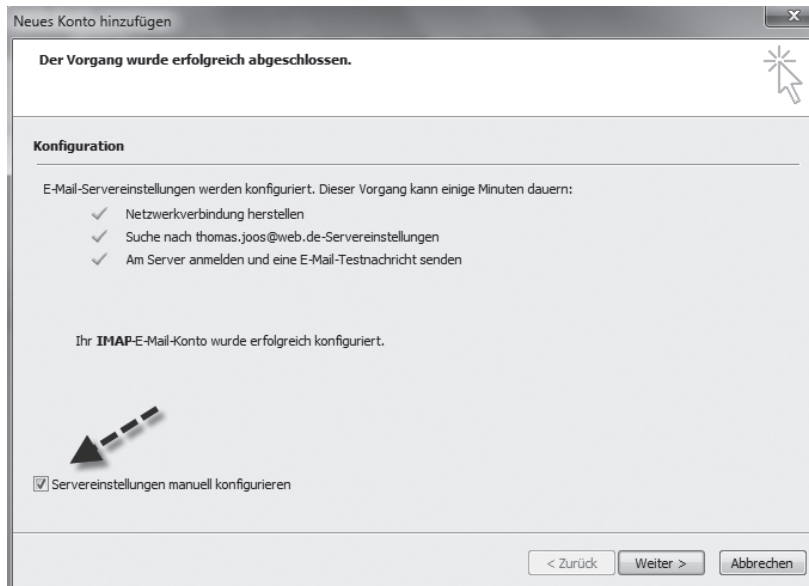 Neues Konto hinzufügen
Der Vorgang wurde erfolgreich abgeschlossen.
Konfiguration
E-Mail-Servereinstellungen werden konfiguriert. Dieser Vorgang kann einige Minuten dauern:
Netzwerkverbindung herstellen
Suche nach thomas.joos@web.de-Servereinstellungen
Am Server anmelden und eine E-Mail-Testnachricht senden
Ihr IMAP-E-Mail-Konto wurde erfolgreich konfiguriert.
Servereinstellungen manuell konfigurieren
< Zurück Weiter > Abbrechen